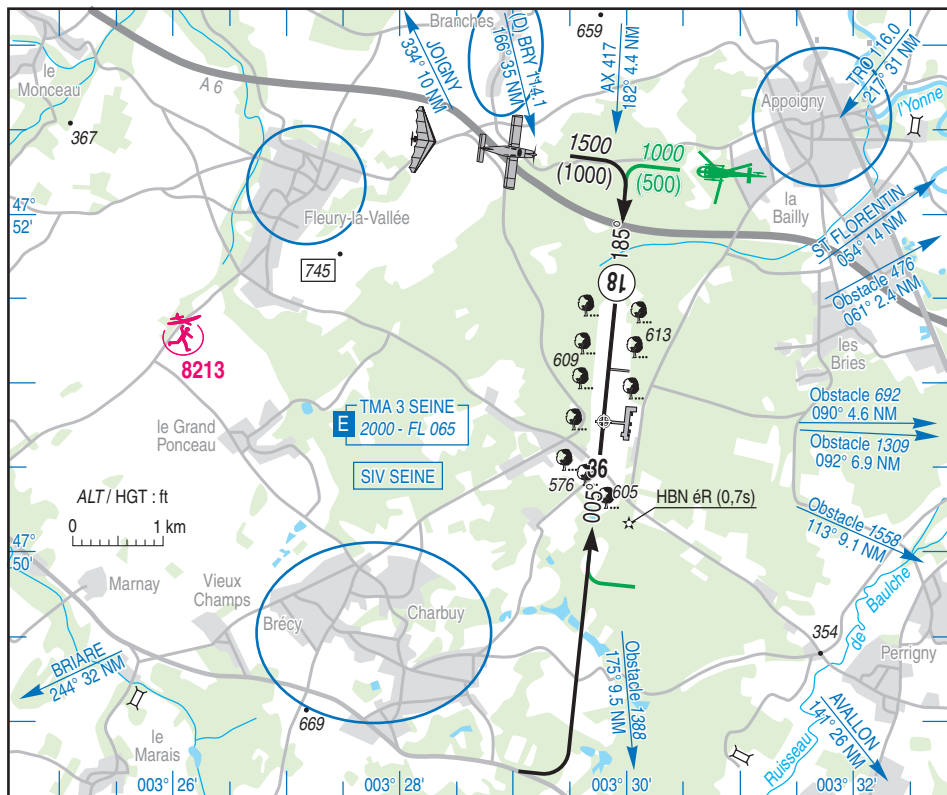 Branches
(D) BRY 114.1
166° 35 NM
659
JOIGNY
334° 10 NM
AX 417
182° 4.4 NM
TRO 116.0
217° 31 NM
le
Monceau
A 6
367
Appoigny
l'Yonne
1500
(1000)
1000
(500)
47°
52'
Fleury-la-Vallée
la
Bailly
ST FLORENTIN
054° 14 NM
745
185°
18
Obstacle 476
061° 2.4 NM
8213
609
613
les
Bries
E
TMA 3 SEINE
2000 - FL 065
SIV SEINE
le Grand
Ponceau
Obstacle 692
090° 4.6 NM
Obstacle 1309
092° 6.9 NM
36
576
605
005°
HBN éR (0,7s)
ALT / HGT : ft
0
1 km
Obstacle 1558
113° 9.1 NM
47°
50'
Marnay
Vieux
Champs
Brécy
Charbuy
Ruisseau
de
Baulche
354
Perrigny
BRIARE
244° 32 NM
Obstacle 1388
175° 9.5 NM
669
le
Marais
AVALLON
141° 26 NM
003° 26'
003° 28'
003° 30'
003° 32'